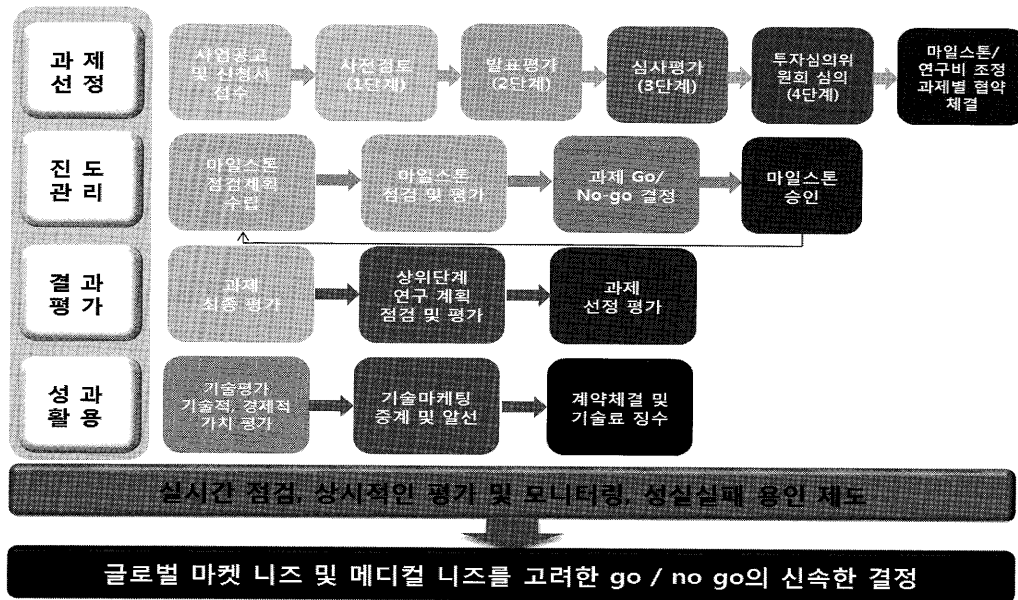 과 제
선 정
사업공고
및 신청서
접수
사전검토
(1단계)
발표평가
(2단계)
심사평가
(3단계)
투자심의위
원회 심의
(4단계)
마일스톤/
연구비 조정
과제별 협약
체결
진 도
관 리
마일스톤
점검계획
수립
마일스톤
점검 및 평가
과제 Go/
No-go 결정
마일스톤
승인
결 과
평 가
과제
최종 평가
상위단계
연구 계획
점검 및 평가
과제
선정 평가
성 과
활 용
기술평가
기술적, 경제적
가치 평가
기술마케팅
중계 및 알선
계약체결 및
기술료 징수
실시간 점검, 상시적인 평가 및 모니터링, 성실실패 용인 제도
글로벌 마켓 니즈 및 메디컬 니즈를 고려한 go / no go의 신속한 결정